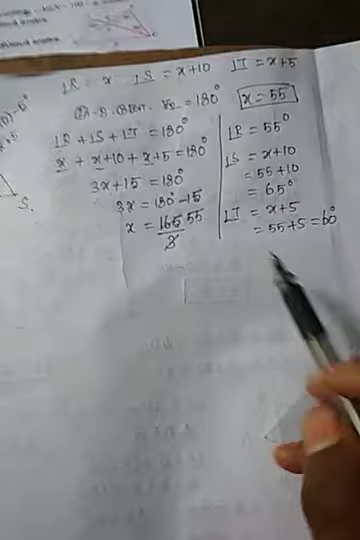 ∠R = x ∠S = x+10 ∠T = x+5
= 180°
∠R + ∠S + ∠T = 180°
x + x+10 + x+5 = 180°
3x+15 = 180°
3x = 180°-15
x = 165 55
3
x = 55
∠R = 55°
∠S = x+10
= 55+10
= 65°
∠T = x+5
= 55+5 = 60°
S.